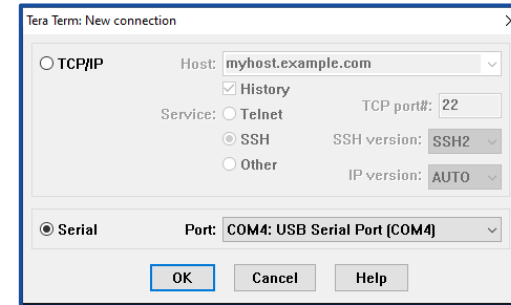 Tera Term: New connection
TCP/IP Host: myhost.example.com
History
Service: Telnet TCP port#: 22
SSH SSH version: SSH2
Other IP version: AUTO
Serial Port: COM4: USB Serial Port (COM4)
OK Cancel Help